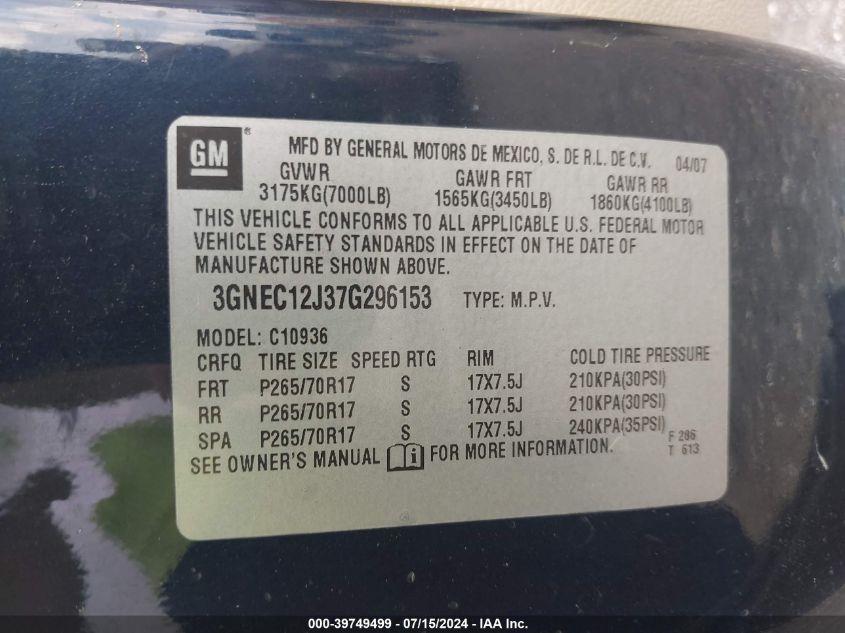 GM ® MFD BY GENERAL MOTORS DE MEXICO, S. DE R.L. DE C.V. 04/07
GVWR GAWR FRT GAWR RR
3175KG(7000LB) 1565KG(3450LB) 1860KG(4100LB)
THIS VEHICLE CONFORMS TO ALL APPLICABLE U.S. FEDERAL MOTOR
VEHICLE SAFETY STANDARDS IN EFFECT ON THE DATE OF
MANUFACTURE SHOWN ABOVE.
3GNEC12J37G296153 TYPE: M.P.V.
MODEL: C10936
CRFQ TIRE SIZE SPEED RTG RIM COLD TIRE PRESSURE
FRT P265/70R17 S 17X7.5J 210KPA(30PSI)
RR P265/70R17 S 17X7.5J 210KPA(30PSI)
SPA P265/70R17 S 17X7.5J 240KPA(35PSI)
SEE OWNER'S MANUAL i FOR MORE INFORMATION.
F 286
T 613
000-39749499 - 07/15/2024 - IAA Inc.